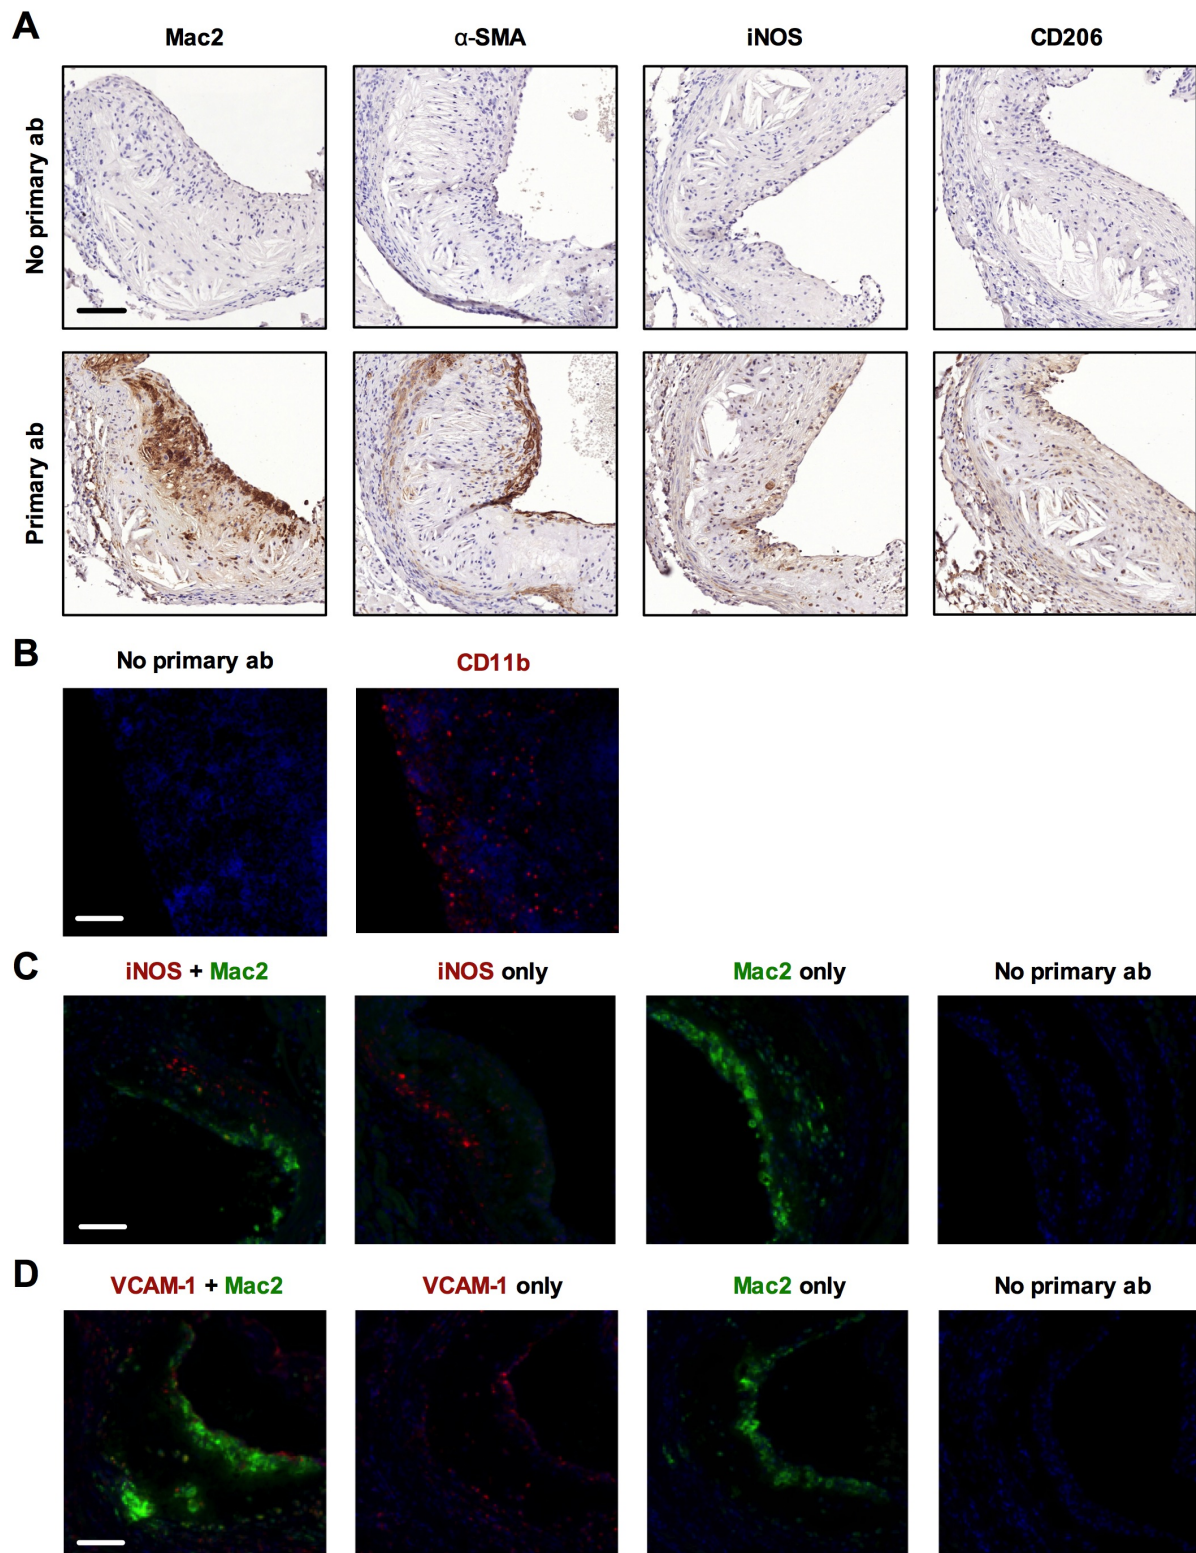 A
Mac2 α-SMA iNOS CD206
No primary ab
Primary ab
B
No primary ab CD11b
C
iNOS + Mac2 iNOS only Mac2 only No primary ab
D
VCAM-1 + Mac2 VCAM-1 only Mac2 only No primary ab